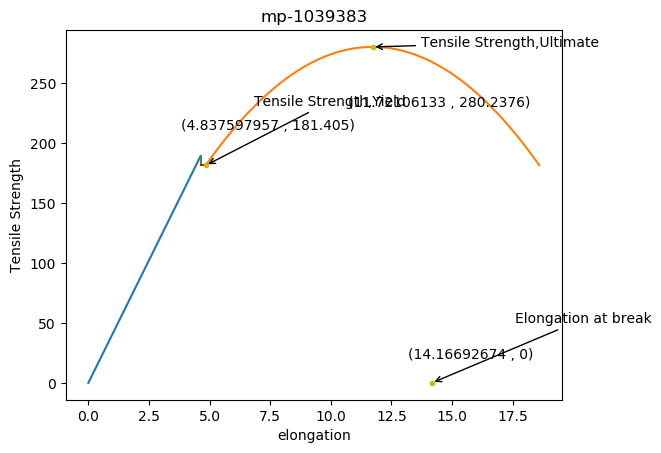 mp-1039383
Tensile Strength,Ultimate
(11.72106133 , 280.2376)
Tensile Strength,Yield
(4.837597957 , 181.405)
Elongation at break
(14.16692674 , 0)
Tensile Strength
250
200
150
100
50
0
0.0 2.5 5.0 7.5 10.0 12.5 15.0 17.5
elongation